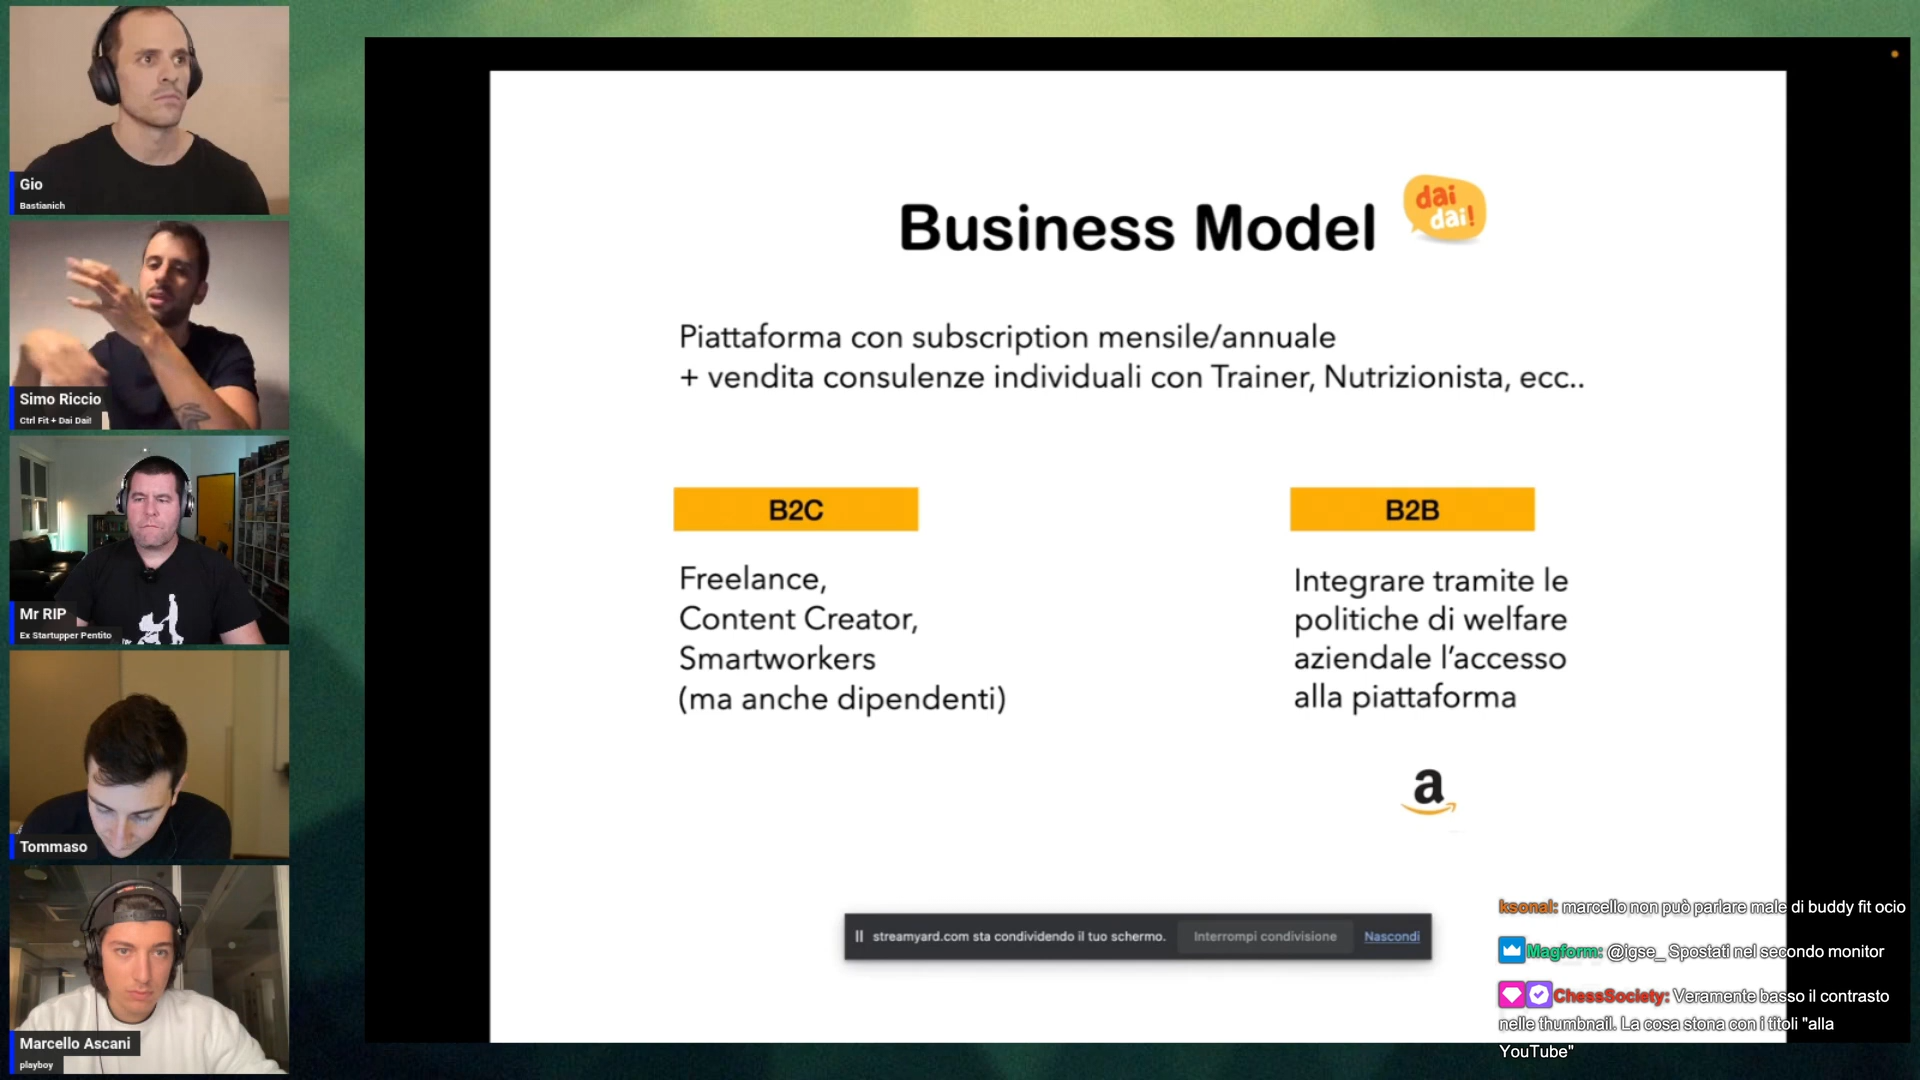 Gio
Bastianich
Simo Riccio
Ctrl Fit + Dai Dai!
Mr RIP
Ex Startupper Pentito
Tommaso
Marcello Ascani
playboy
Business Model
dai
dai!
Piattaforma con subscription mensile/annuale
+ vendita consulenze individuali con Trainer, Nutrizionista, ecc..
B2C
Freelance,
Content Creator,
Smartworkers
(ma anche dipendenti)
B2B
Integrare tramite le
politiche di welfare
aziendale l'accesso
alla piattaforma
a
streamyard.com sta condividendo il tuo schermo.
Interrompi condivisione
Nascondi
ksonal: marcello non può parlare male di buddy fit ocio
Magform: @igse_ Spostati nel secondo monitor
ChessSociety: Veramente basso il contrasto
nelle thumbnail. La cosa stona con i titoli "alla
YouTube"